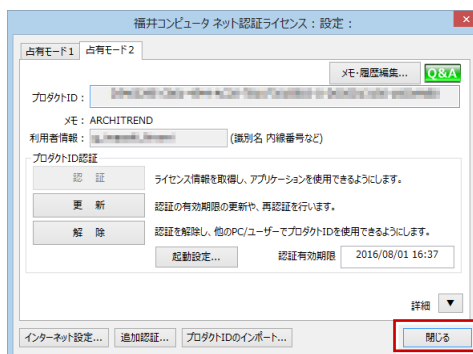 福井コンピュータ ネット認証ライセンス：設定：
占有モード1 占有モード2
メモ・履歴編集... Q&A
プロダクトID：
メモ： ARCHITREND
利用者情報： (識別名 内線番号など)
プロダクトID認証
認 証 ライセンス情報を取得し、アプリケーションを使用できるようにします。
更 新 認証の有効期限の更新や、再認証を行います。
解 除 認証を解除し、他のPC/ユーザーでプロダクトIDを使用できるようにします。
起動設定... 認証有効期限 2016/08/01 16:37
詳細 ▼
インターネット設定... 追加認証... プロダクトIDのインポート... 閉じる